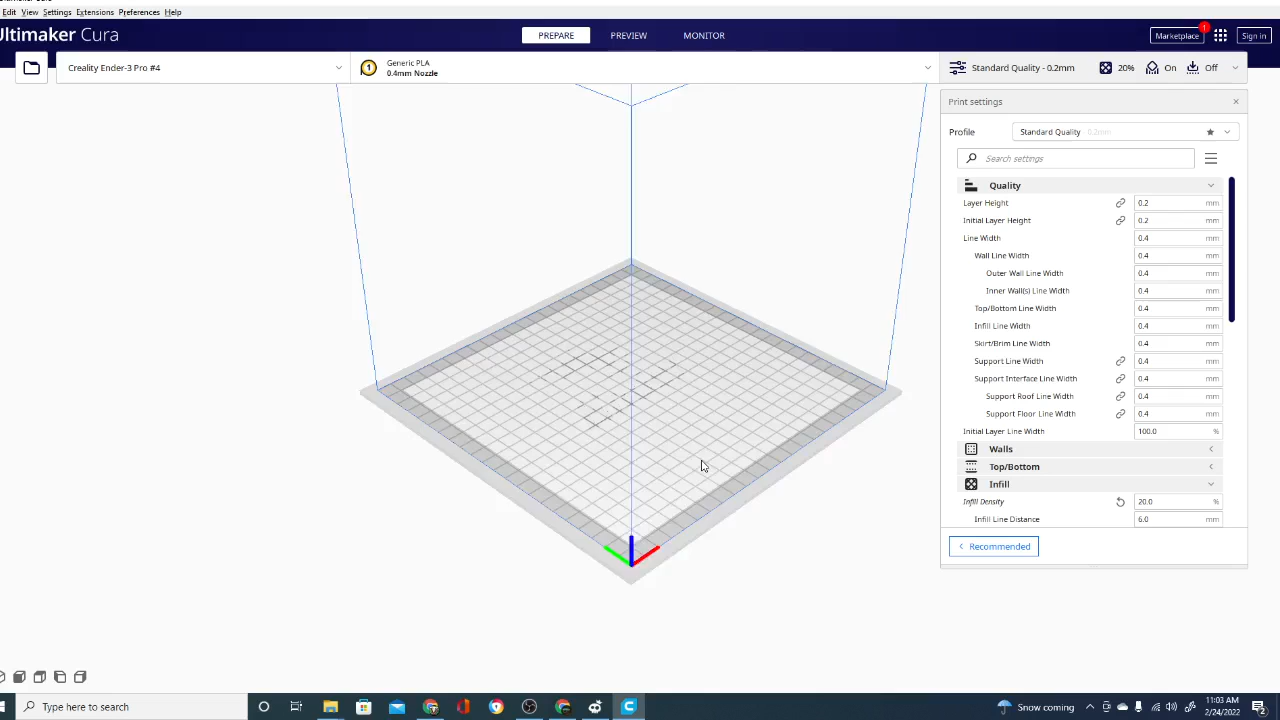 Edit View Settings Extensions Preferences Help
Ultimaker Cura
PREPARE
PREVIEW
MONITOR
Marketplace
1
Sign in
Creality Ender-3 Pro #4
1
Generic PLA
0.4mm Nozzle
Standard Quality - 0.2mm
20%
On
Off
Print settings
Profile
Standard Quality 0.2mm
Search settings
Quality
Layer Height 0.2 mm
Initial Layer Height 0.2 mm
Line Width 0.4 mm
Wall Line Width 0.4 mm
Outer Wall Line Width 0.4 mm
Inner Wall(s) Line Width 0.4 mm
Top/Bottom Line Width 0.4 mm
Infill Line Width 0.4 mm
Skirt/Brim Line Width 0.4 mm
Support Line Width 0.4 mm
Support Interface Line Width 0.4 mm
Support Roof Line Width 0.4 mm
Support Floor Line Width 0.4 mm
Initial Layer Line Width 100.0 %
Walls
Top/Bottom
Infill
Infill Density 20.0 %
Infill Line Distance 6.0 mm
Recommended
Type here to search
Snow coming
11:03 AM
2/24/2022
2